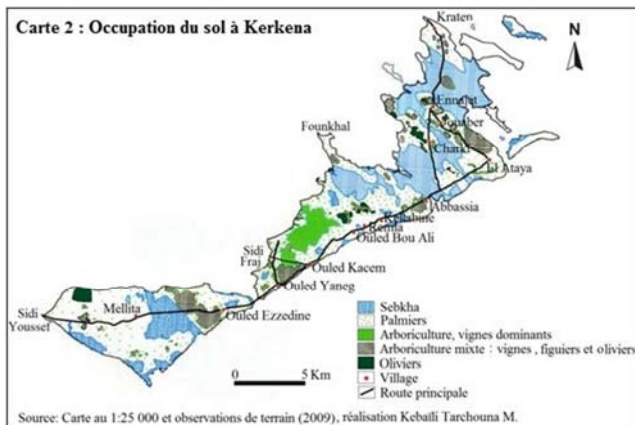 Carte 2 : Occupation du sol à Kerkena
Kraten
N
Ennajet
Jouaber
Charki
Founkhal
El Ataya
Abbassia
Kellabine
Remla
Ouled Bou Ali
Sidi
Fraj
Ouled Kacem
Ouled Yaneg
Ouled Ezzedine
Mellita
Sidi
Youssef
Sebkha
Palmiers
Arboriculture, vignes dominants
Arboriculture mixte : vignes, figuiers et oliviers
Oliviers
Village
Route principale
0 5 Km
Source: Carte au 1:25 000 et observations de terrain (2009), réalisation Kebaïli Tarchouna M.